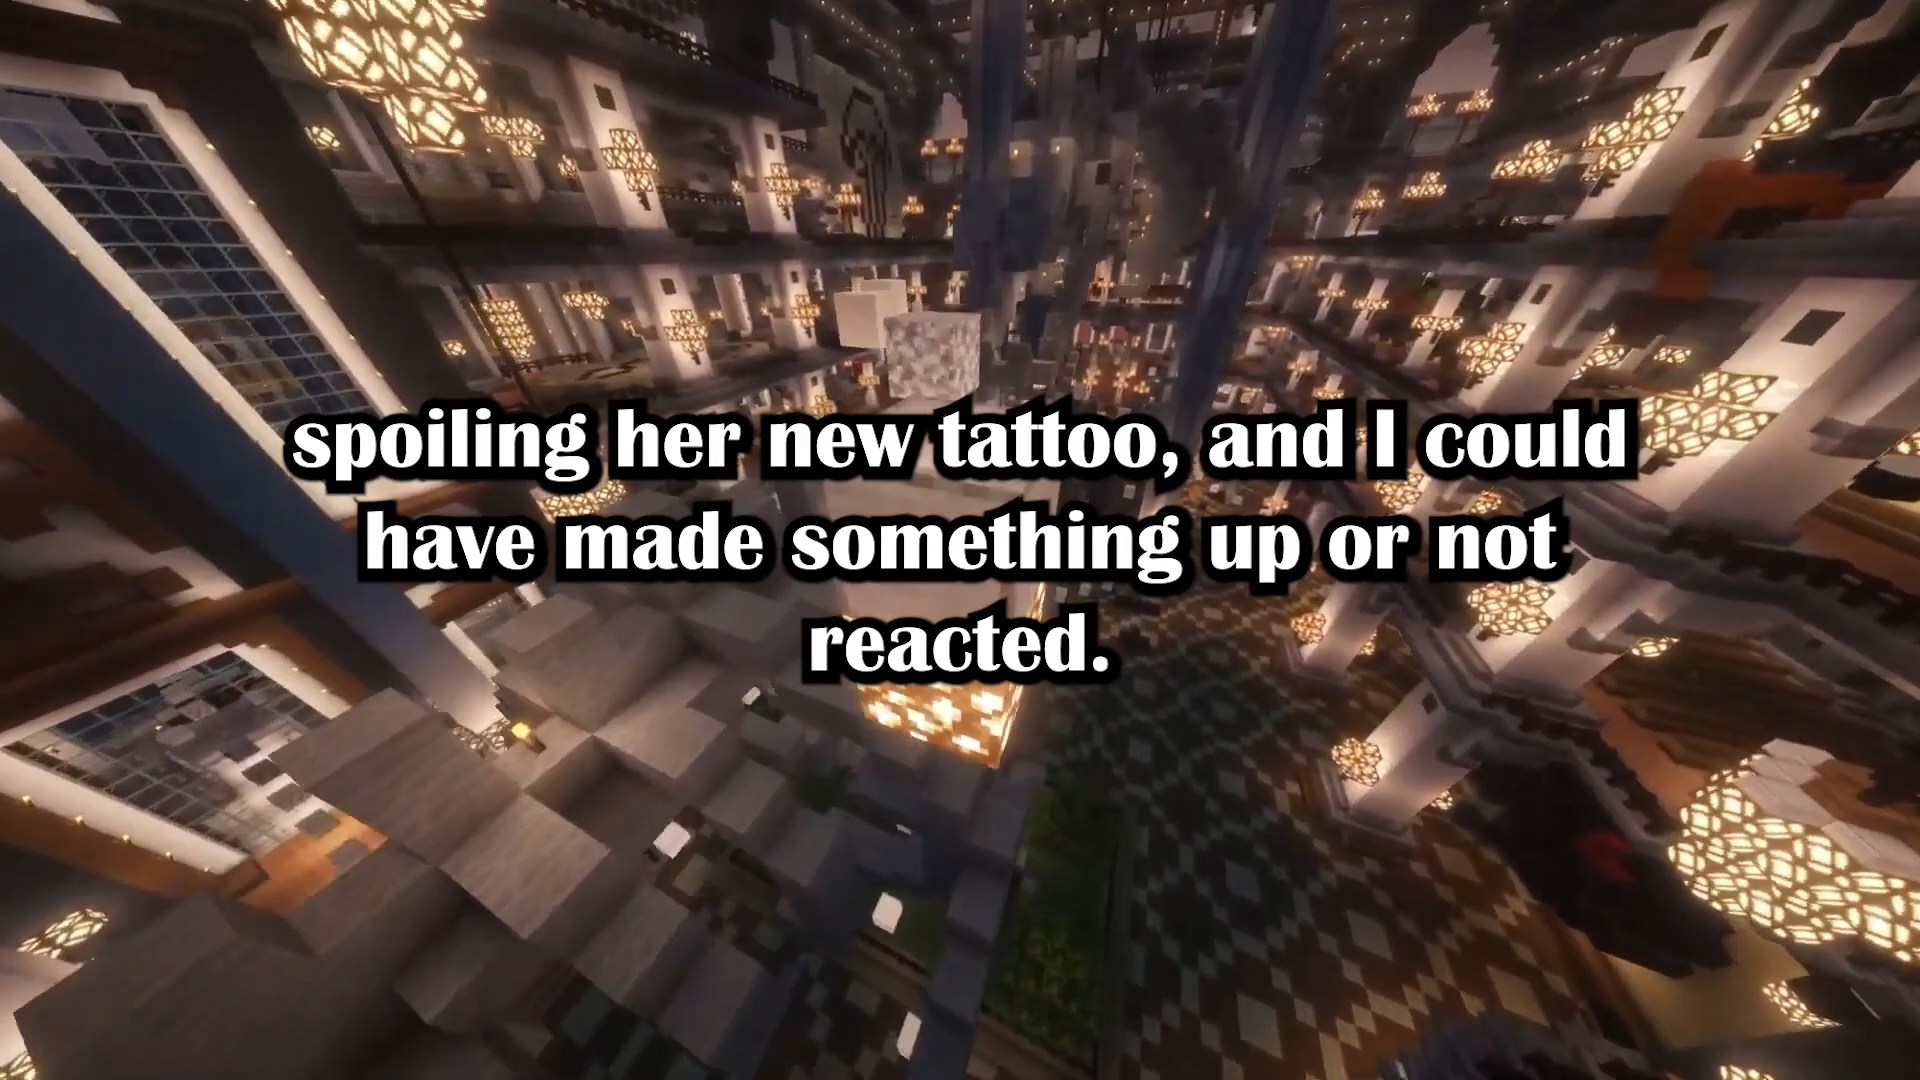 spoiling her new tattoo, and I could
have made something up or not
reacted.